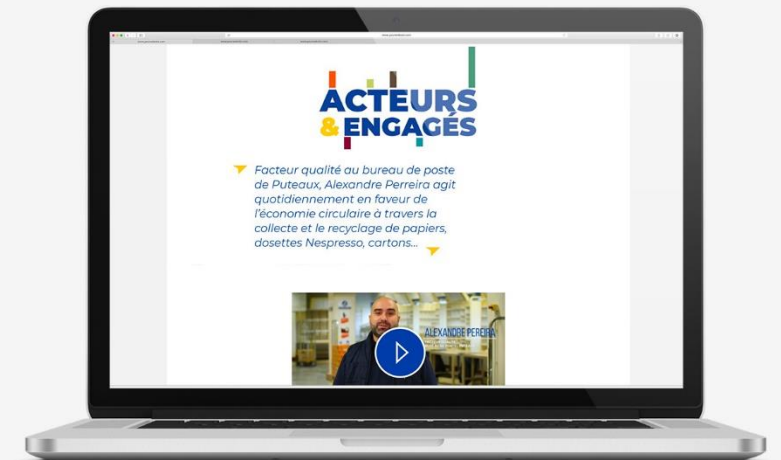 ACTEURS
& ENGAGÉS
Facteur qualité au bureau de poste
de Puteaux, Alexandre Perreira agit
quotidiennement en faveur de
l'économie circulaire à travers la
collecte et le recyclage de papiers,
dosettes Nespresso, cartons...
ALEXANDRE PEREIRA